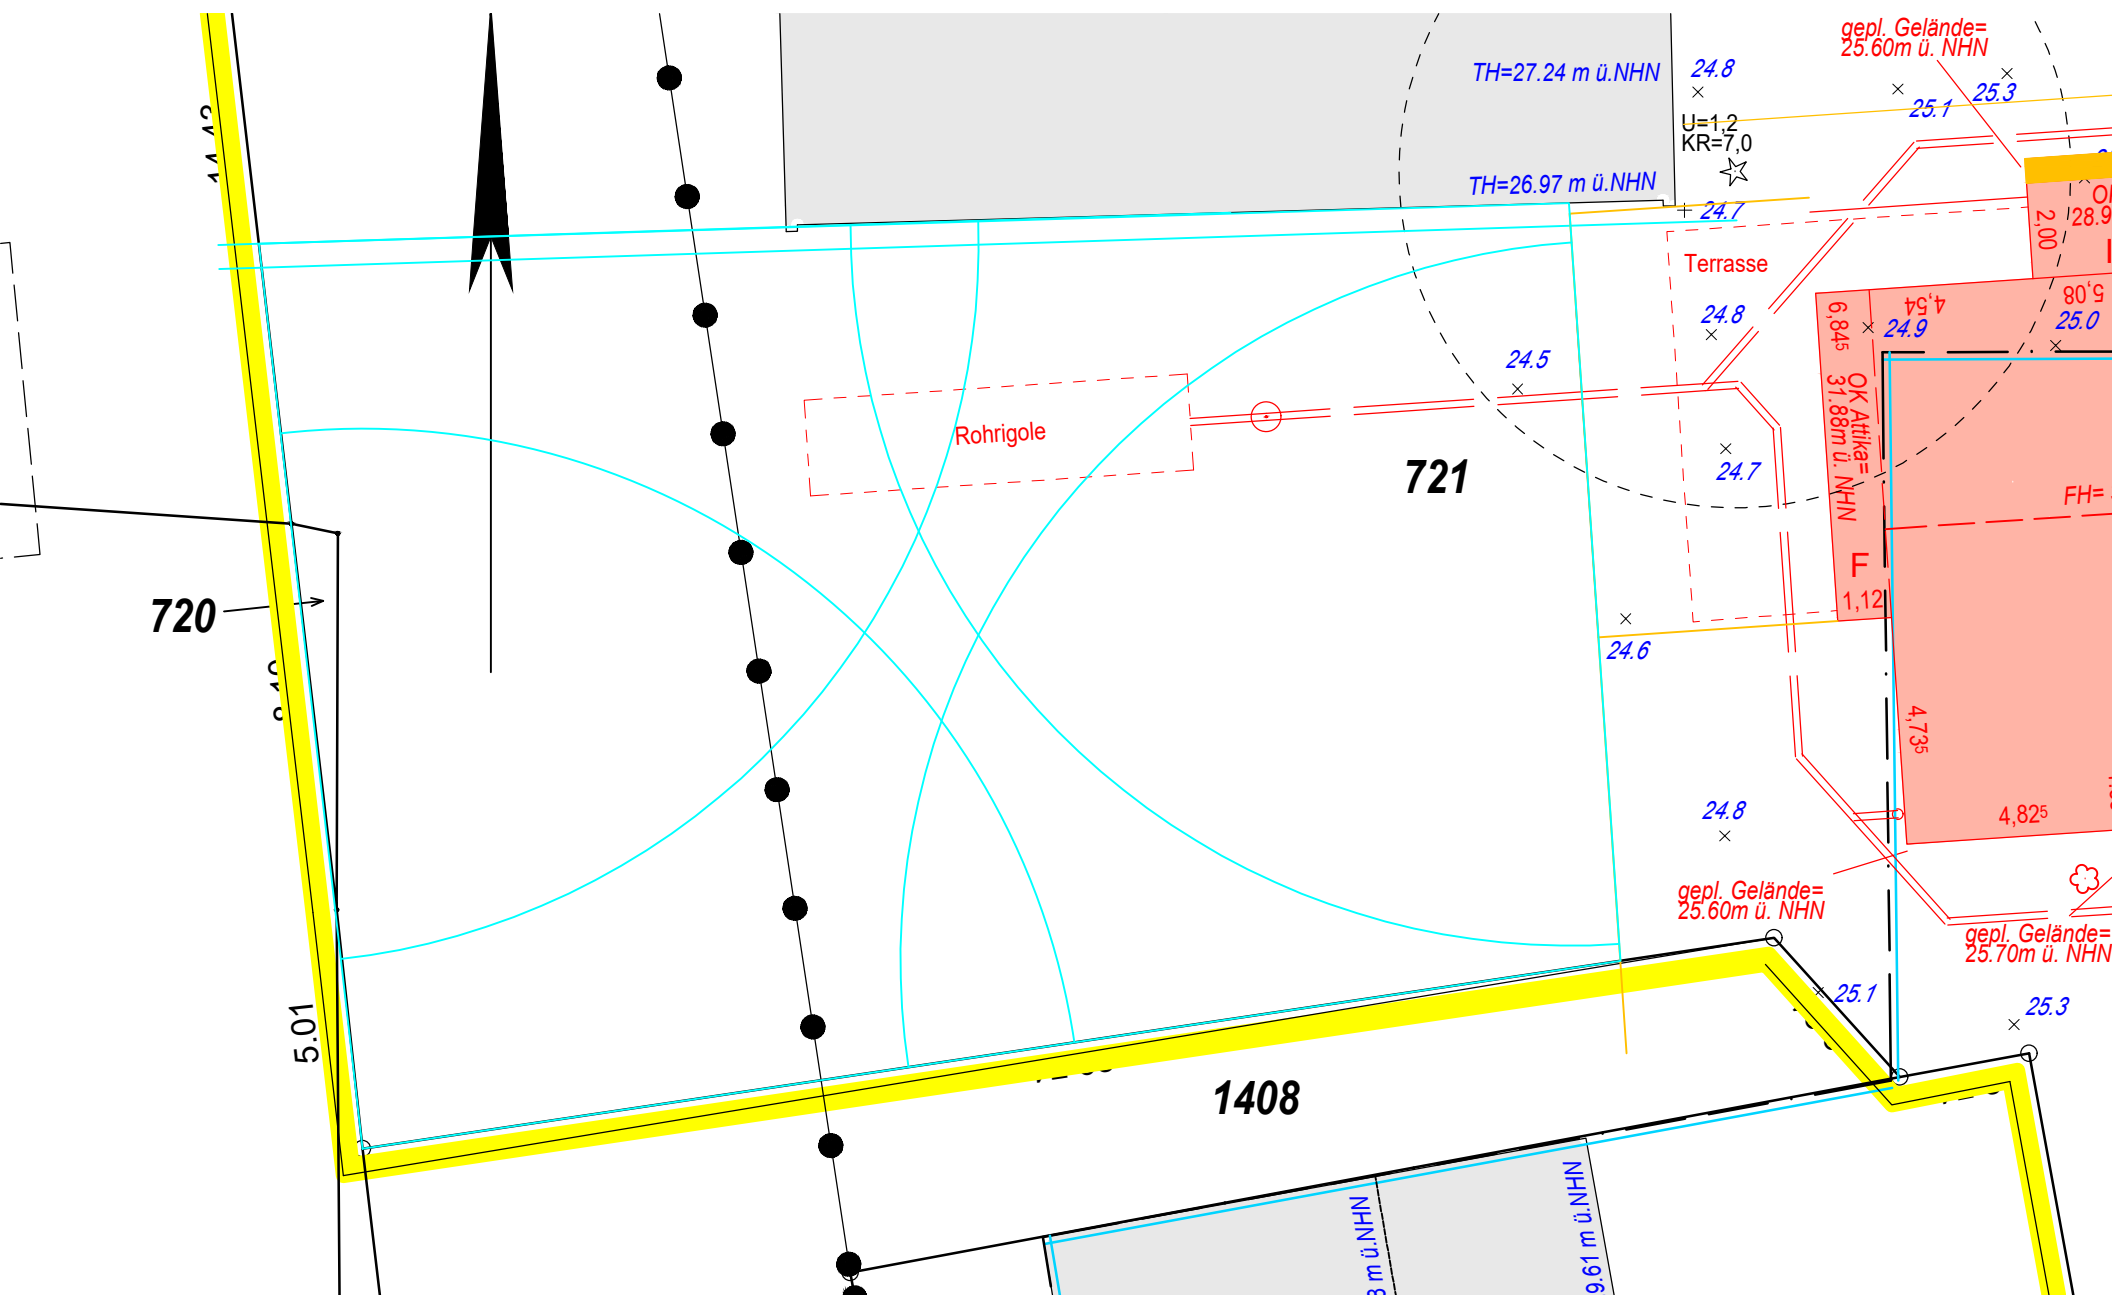 gepl. Gelände=
25.60m ü. NHN
TH=27.24 m ü.NHN
24.8
25.3
25.1
U=1,2
KR=7,0
TH=26.97 m ü.NHN
24.7
2,00
28.9
Terrasse
4,54
5,08
24.8
24.9
25.0
6,845
OK Attika=
31.88m ü. NHN
24.5
Rohrigole
721
24.7
FH=
F
1,12
720
24.6
4,735
24.8
4,825
gepl. Gelände=
25.60m ü. NHN
gepl. Gelände=
25.70m ü. NHN
25.1
25.3
5.01
1408
9.61 m ü.NHN
m ü.NHN